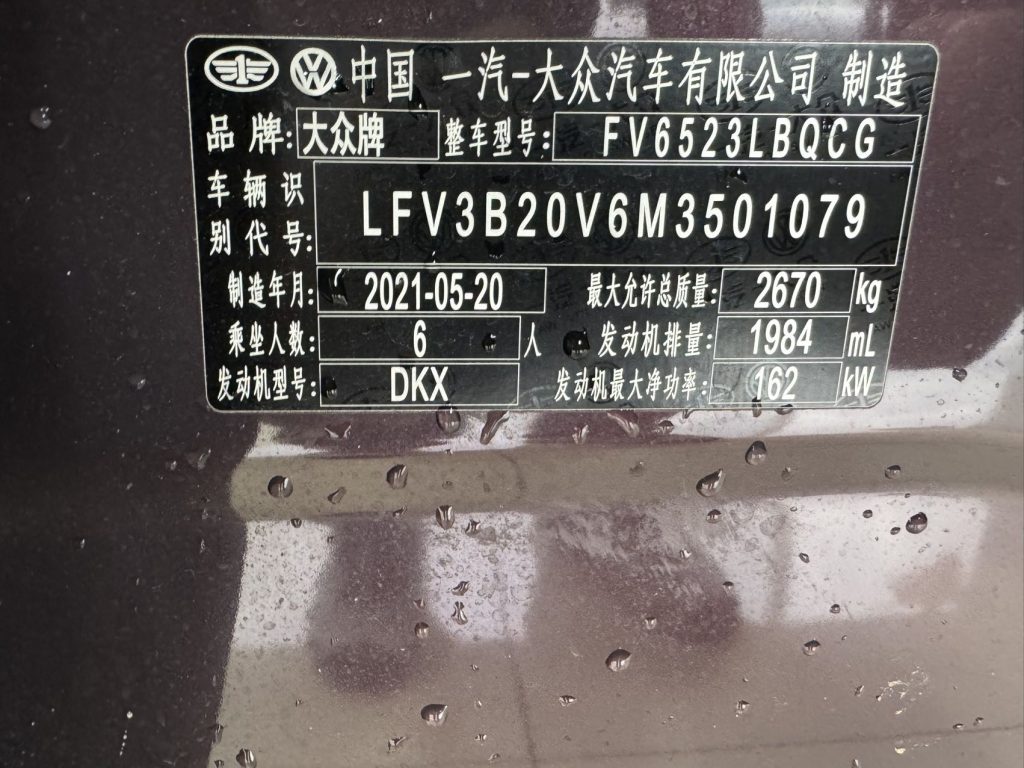 中国 一汽-大众汽车有限公司 制造
品牌: 大众牌 整车型号: FV6523LBQCG
车辆识别代号: LFV3B20V6M3501079
制造年月: 2021-05-20 最大允许总质量: 2670 kg
乘坐人数: 6 人 发动机排量: 1984 mL
发动机型号: DKX 发动机最大净功率: 162 kW